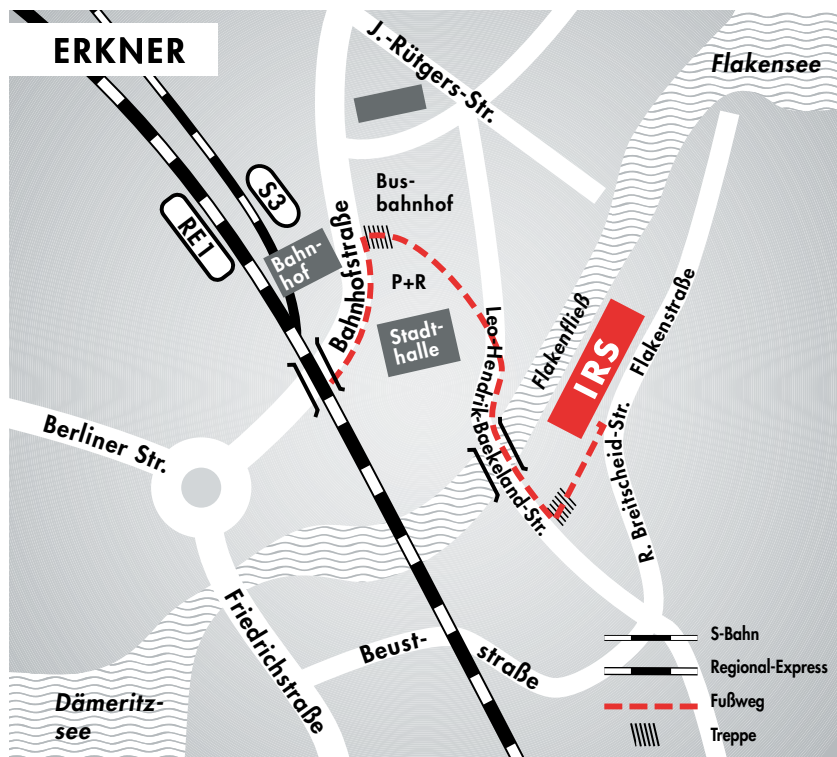 ERKNER
J.-Rütgers-Str.
Flakensee
S3
RE1
Bus-
bahnhof
Bahn-
hof
Bahnhofstraße
P+R
Stadt-
halle
Leo-Hendrik-Baekeland-Str.
Flakenfließ
IRS
Flakenstraße
R. Breitscheid-Str.
Berliner Str.
Friedrichstraße
Beust-
straße
Dämeritz-
see
S-Bahn
Regional-Express
Fußweg
Treppe